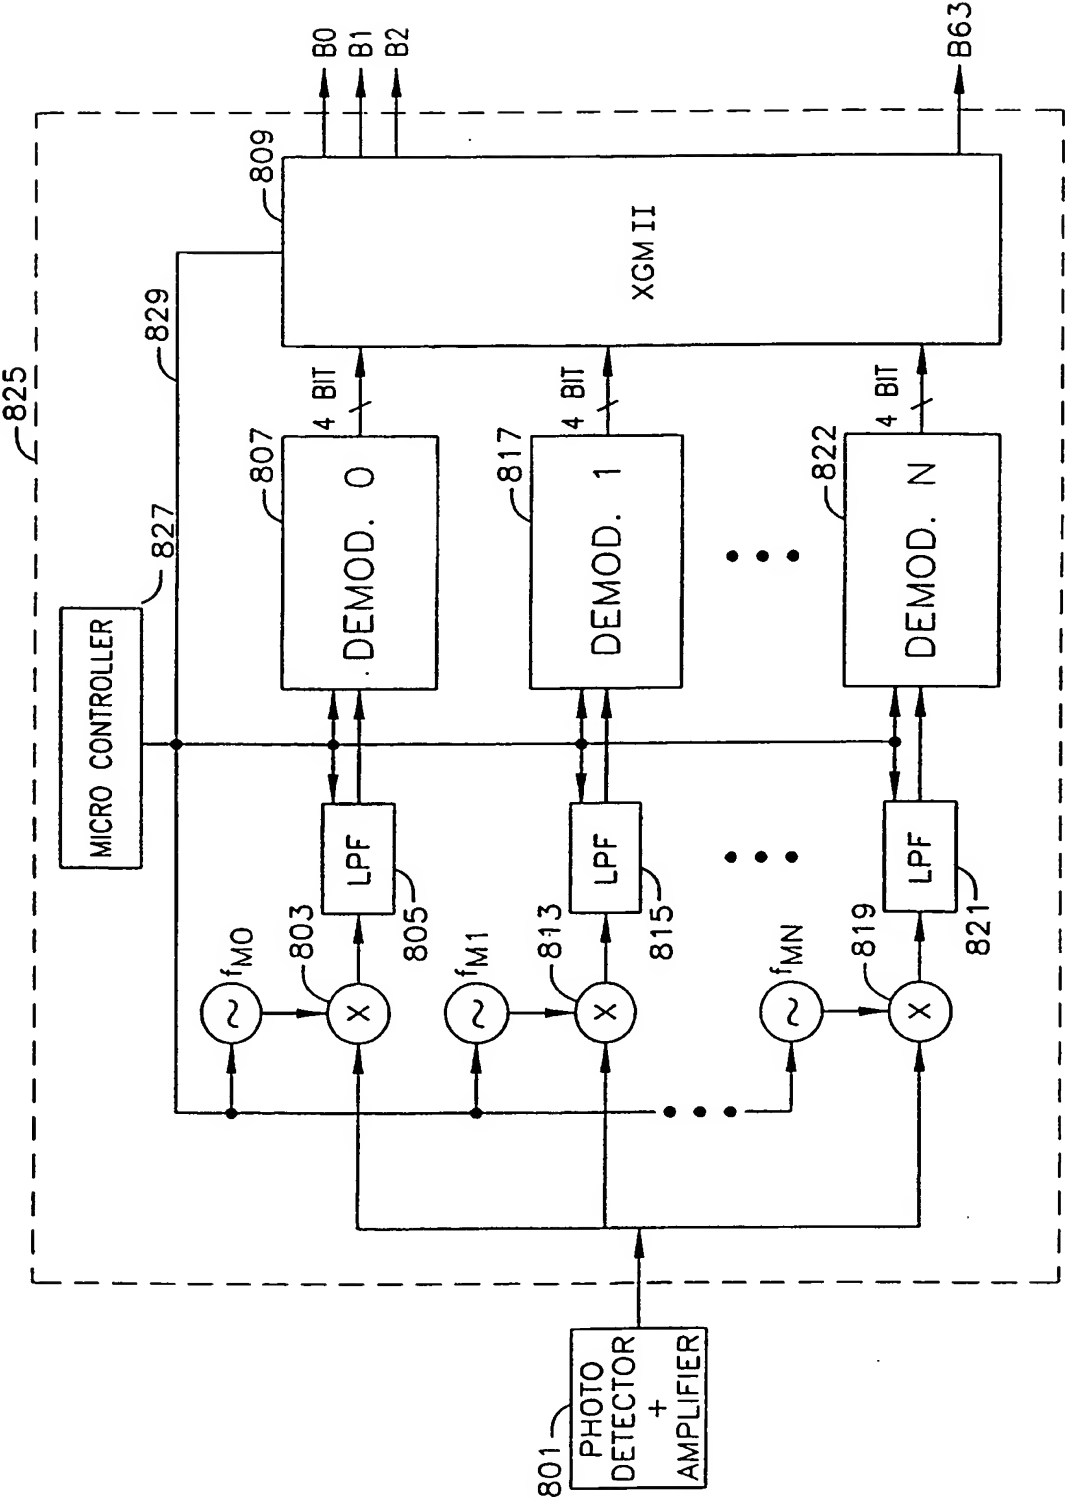 825
MICRO CONTROLLER
827
829
809
B0
B1
B2
B63
XGMII
fM0
803
X
LPF
805
DEMOD. 0
807
4 BIT
fM1
813
X
LPF
815
DEMOD. 1
817
4 BIT
fMN
819
X
LPF
821
DEMOD. N
822
4 BIT
801
PHOTO
DETECTOR
+
AMPLIFIER